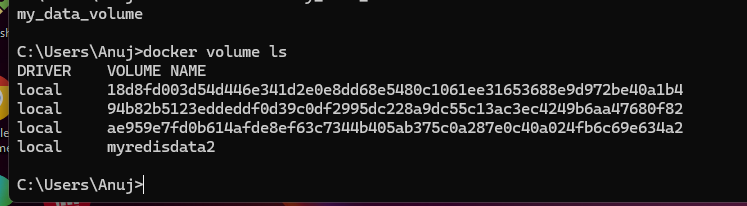 my_data_volume
C:\Users\Anuj>docker volume ls
DRIVER    VOLUME NAME
local     18d8fd003d54d446e341d2e0e8dd68e5480c1061ee31653688e9d972be40a1b4
local     94b82b5123eddeddf0d39c0df2995dc228a9dc55c13ac3ec4249b6aa47680f82
local     ae959e7fd0b614afde8ef63c7344b405ab375c0a287e0c40a024fb6c69e634a2
local     myredisdata2
C:\Users\Anuj>